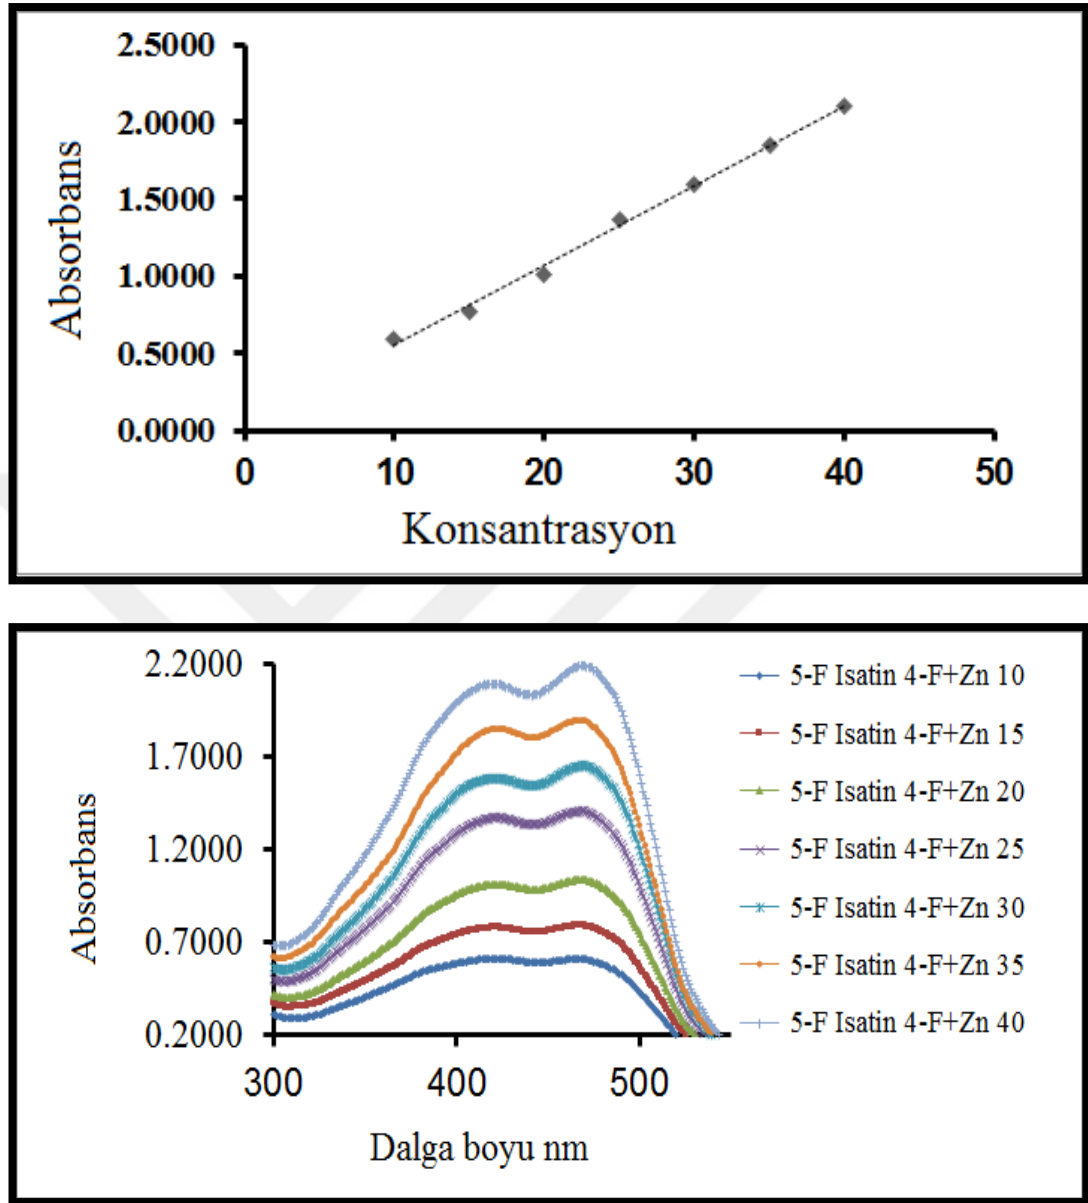 2.5000
2.0000
1.5000
1.0000
0.5000
0.0000
Absorbans
0 10 20 30 40 50
Konsantrasyon
2.2000
1.7000
1.2000
0.7000
0.2000
Absorbans
300 400 500
Dalga boyu nm
5-F Isatin 4-F+Zn 10
5-F Isatin 4-F+Zn 15
5-F Isatin 4-F+Zn 20
5-F Isatin 4-F+Zn 25
5-F Isatin 4-F+Zn 30
5-F Isatin 4-F+Zn 35
5-F Isatin 4-F+Zn 40